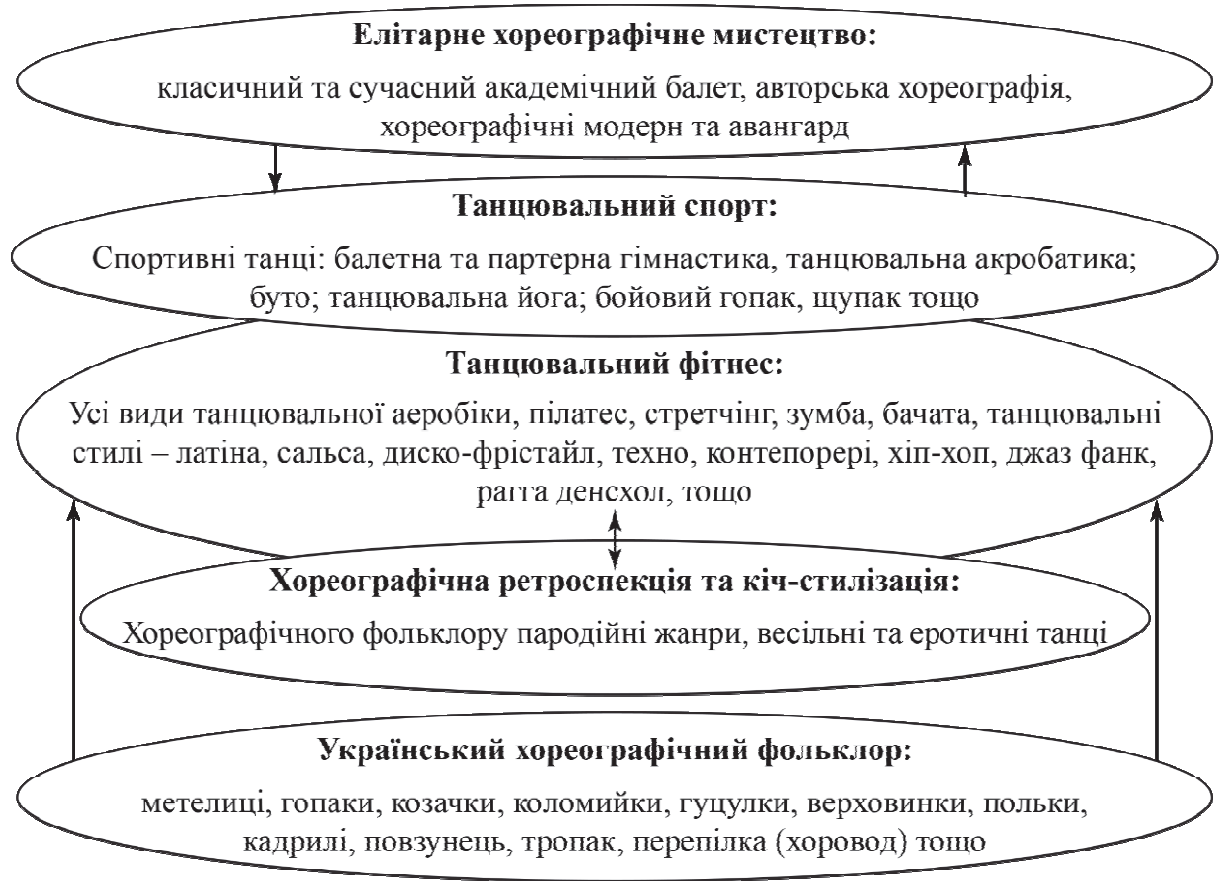 Елітарне хореографічне мистецтво:
класичний та сучасний академічний балет, авторська хореографія,
хореографічні модерн та авангард
Танцювальний спорт:
Спортивні танці: балетна та партерна гімнастика, танцювальна акробатика;
буто; танцювальна йога; бойовий гопак, щупак тощо
Танцювальний фітнес:
Усі види танцювальної аеробіки, пілатес, стретчінг, зумба, бачата, танцювальні
стилі – латіна, сальса, диско-фрістайл, техно, контепорері, хіп-хоп, джаз фанк,
рагга денсхол, тощо
Хореографічна ретроспекція та кіч-стилізація:
Хореографічного фольклору пародійні жанри, весільні та еротичні танці
Український хореографічний фольклор:
метелиці, гопаки, козачки, коломийки, гуцулки, верховинки, польки,
кадрилі, повзунець, тропак, перепілка (хоровод) тощо